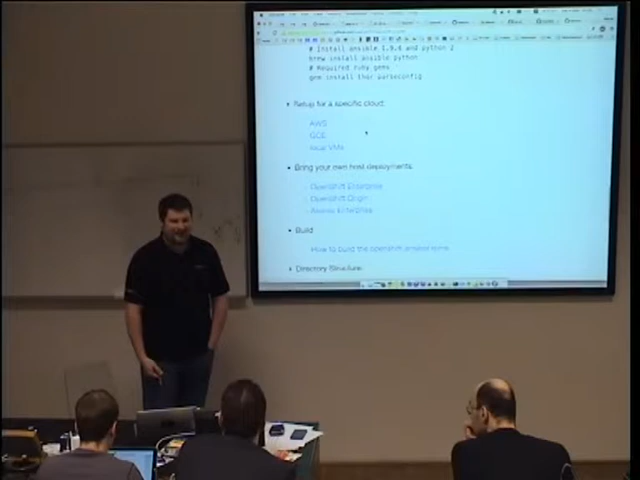 # Install ansible 1.9.4 and python 2
brew install ansible python
# Required ruby gems
gem install thor parseconfig
Setup for a specific cloud:
AWS
GCE
local VMs
Bring your own host deployments:
OpenShift Enterprise
OpenShift Origin
Atomic Enterprise
Build
How to build the openshift-ansible rpms
Directory Structure: